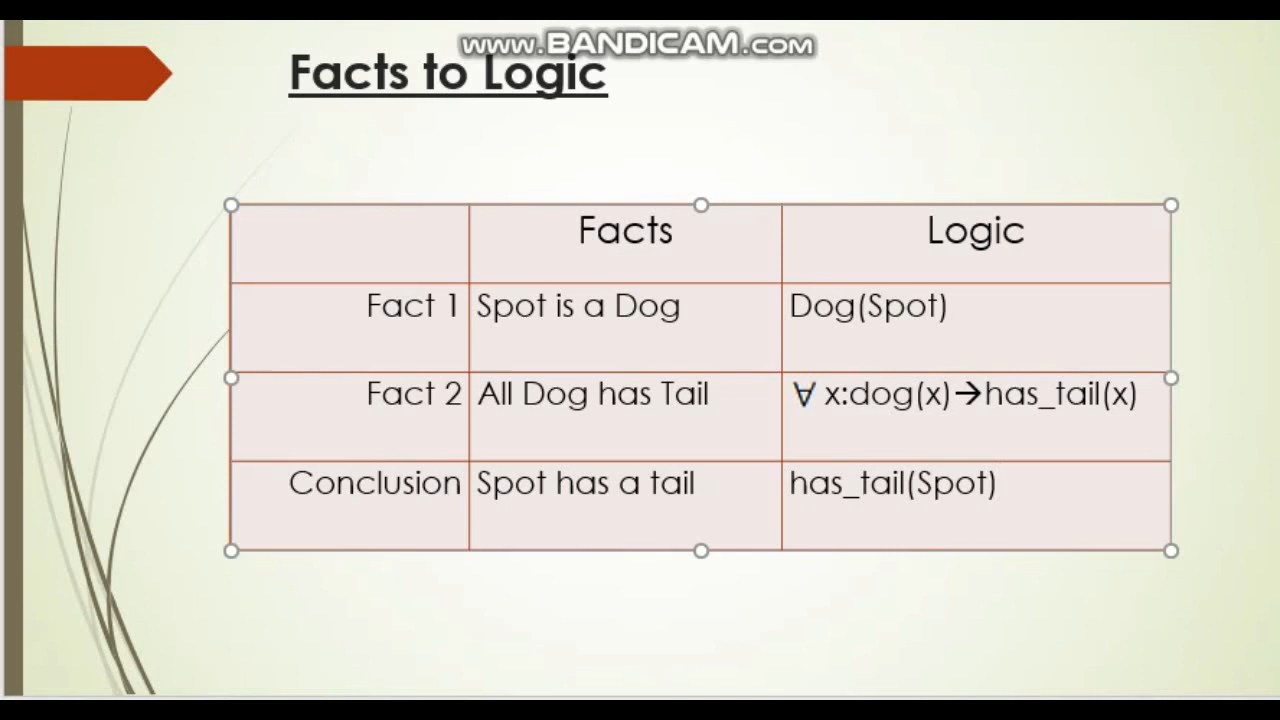 www.BANDICAM.com
Facts to Logic
Facts Logic
Fact 1 Spot is a Dog Dog(Spot)
Fact 2 All Dog has Tail ∀ x:dog(x)→has_tail(x)
Conclusion Spot has a tail has_tail(Spot)